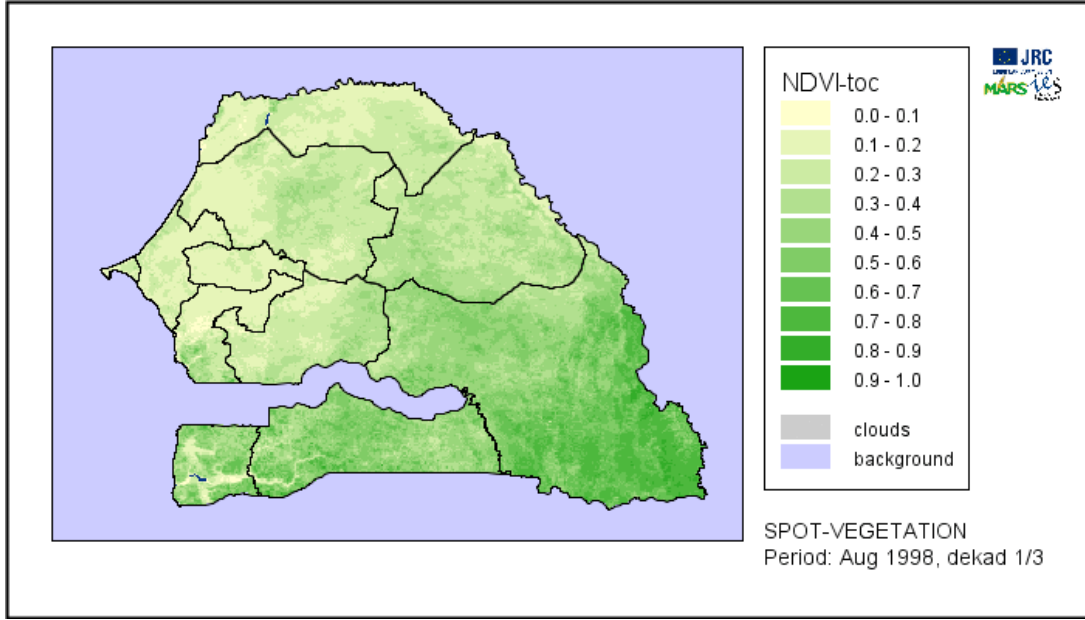 NDVI-toc
0.0 - 0.1
0.1 - 0.2
0.2 - 0.3
0.3 - 0.4
0.4 - 0.5
0.5 - 0.6
0.6 - 0.7
0.7 - 0.8
0.8 - 0.9
0.9 - 1.0
clouds
background
JRC
MARS
ies
SPOT-VEGETATION
Period: Aug 1998, dekad 1/3